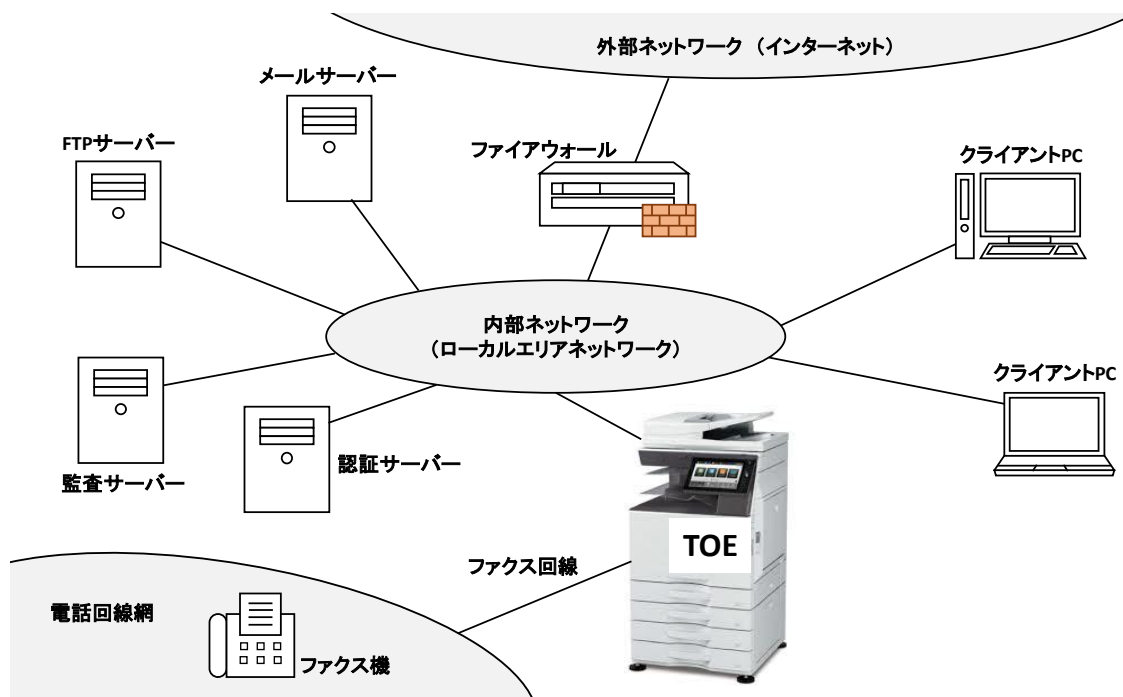 外部ネットワーク (インターネット)
メールサーバー
FTPサーバー
ファイアウォール
クライアントPC
内部ネットワーク
(ローカルエリアネットワーク)
クライアントPC
監査サーバー
認証サーバー
TOE
ファクス回線
電話回線網
ファクス機